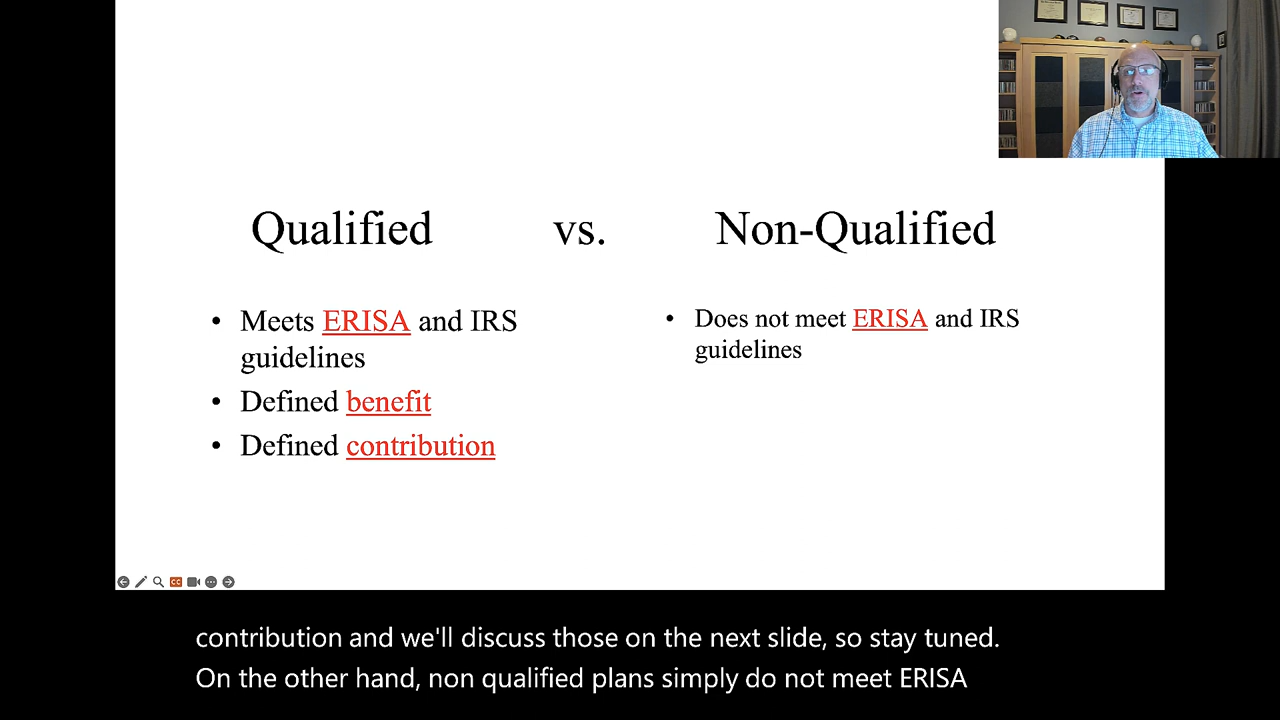 Qualified vs. Non-Qualified
• Meets ERISA and IRS
guidelines
• Defined benefit
• Defined contribution
• Does not meet ERISA and IRS
guidelines
CC
contribution and we'll discuss those on the next slide, so stay tuned.
On the other hand, non qualified plans simply do not meet ERISA